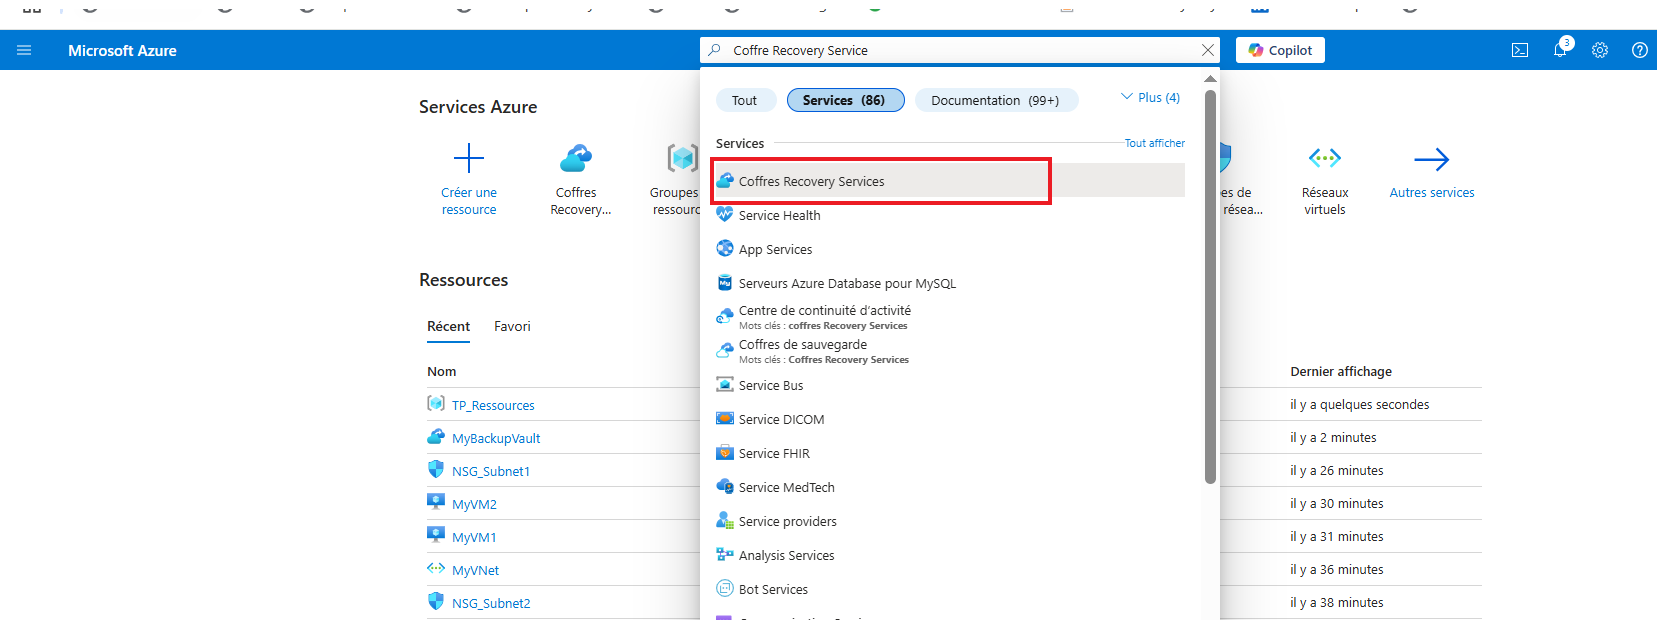 Microsoft Azure
Coffre Recovery Service
Copilot
3
Services Azure
Créer une
ressource
Coffres
Recovery...
Groupes
ressourc
es de
résea...
Réseaux
virtuels
Autres services
Tout
Services (86)
Documentation (99+)
Plus (4)
Services
Tout afficher
Coffres Recovery Services
Service Health
App Services
Serveurs Azure Database pour MySQL
Centre de continuité d’activité
Mots clés : coffres Recovery Services
Coffres de sauvegarde
Mots clés : Coffres Recovery Services
Service Bus
Service DICOM
Service FHIR
Service MedTech
Service providers
Analysis Services
Bot Services
Ressources
Récent
Favori
Nom
Dernier affichage
TP_Ressources
il y a quelques secondes
MyBackupVault
il y a 2 minutes
NSG_Subnet1
il y a 26 minutes
MyVM2
il y a 30 minutes
MyVM1
il y a 31 minutes
MyVNet
il y a 36 minutes
NSG_Subnet2
il y a 38 minutes